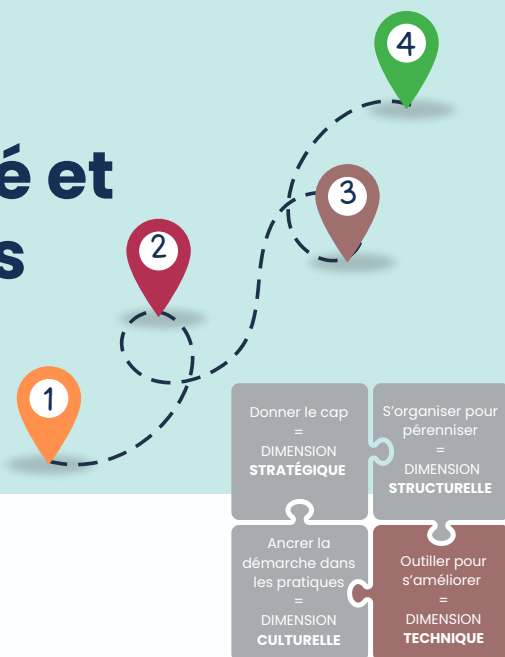 4
é et
3
s
2
1
Donner le cap
=
DIMENSION
STRATÉGIQUE
S'organiser pour
pérenniser
=
DIMENSION
STRUCTURELLE
Ancrer la
démarche dans
les pratiques
=
DIMENSION
CULTURELLE
Outiller pour
s'améliorer
=
DIMENSION
TECHNIQUE